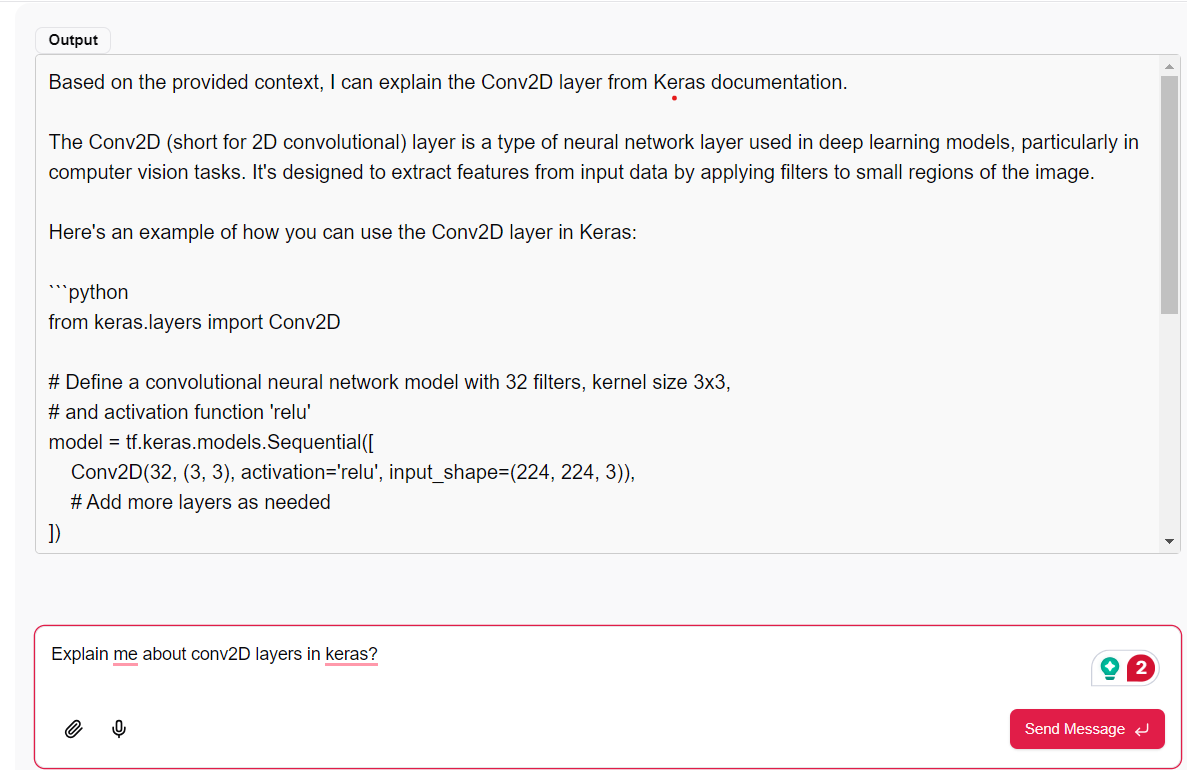 Output
Based on the provided context, I can explain the Conv2D layer from Keras documentation.
The Conv2D (short for 2D convolutional) layer is a type of neural network layer used in deep learning models, particularly in
computer vision tasks. It's designed to extract features from input data by applying filters to small regions of the image.
Here's an example of how you can use the Conv2D layer in Keras:
```python
from keras.layers import Conv2D
# Define a convolutional neural network model with 32 filters, kernel size 3x3,
# and activation function 'relu'
model = tf.keras.models.Sequential([
    Conv2D(32, (3, 3), activation='relu', input_shape=(224, 224, 3)),
    # Add more layers as needed
])
Explain me about conv2D layers in keras?
2
Send Message